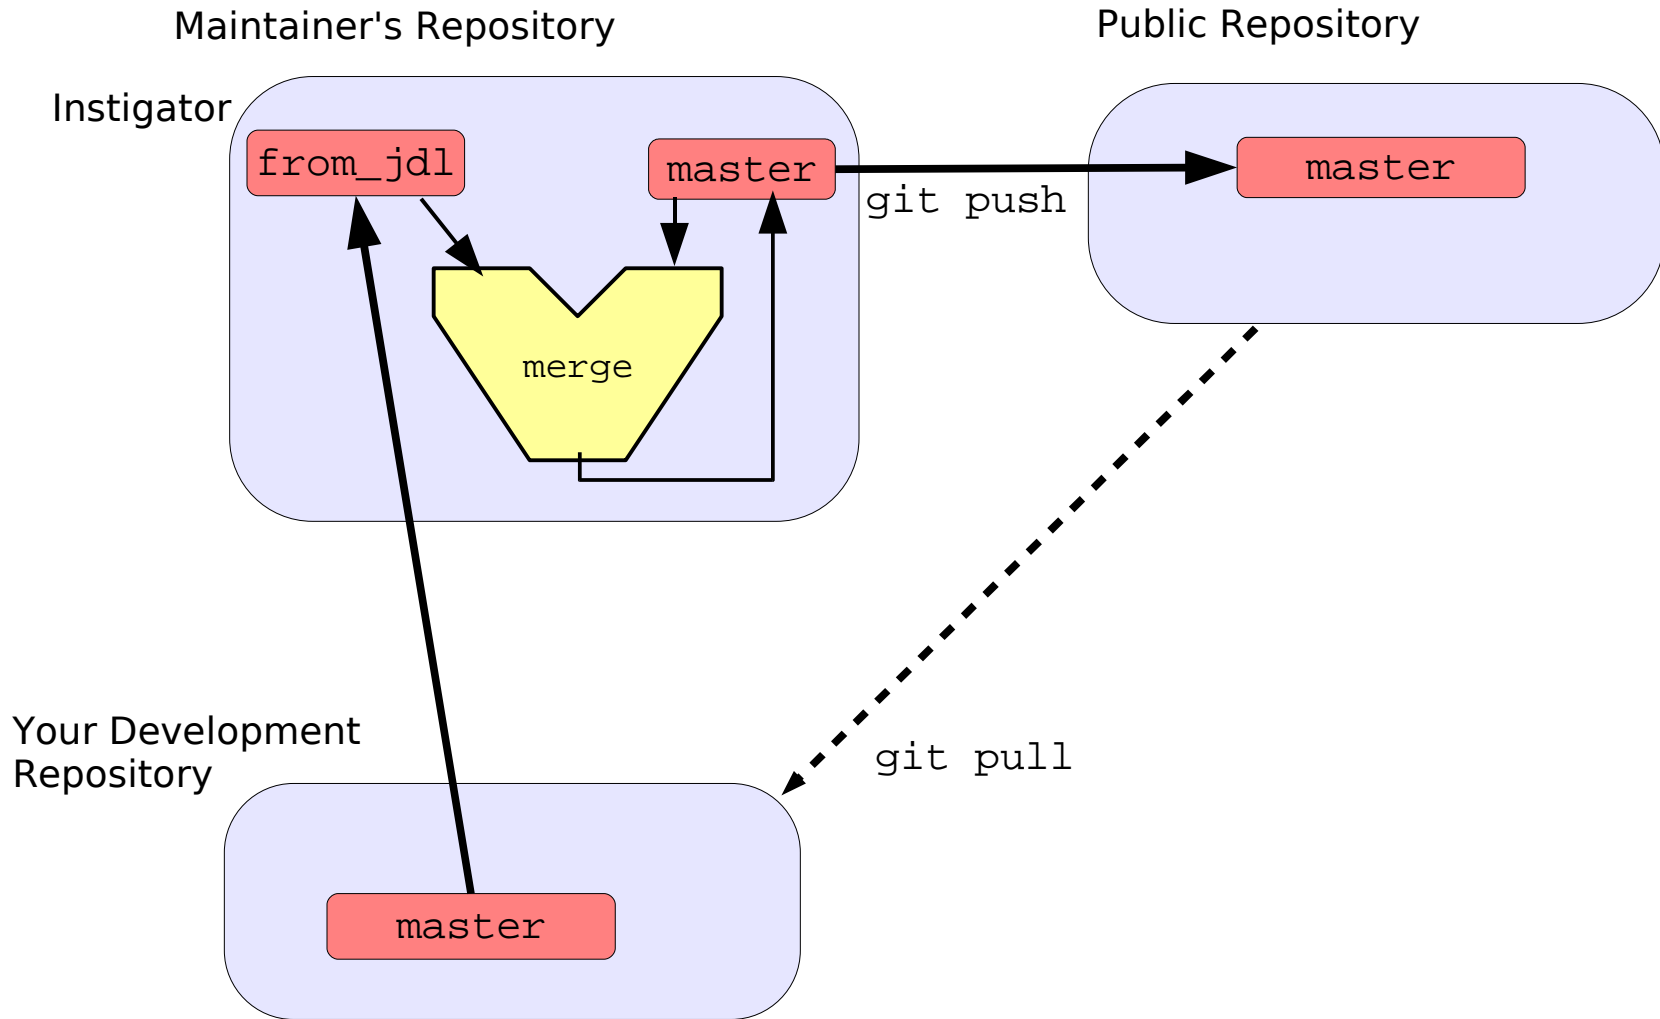 Maintainer's Repository
Public Repository
Instigator
from_jdl
master
master
git push
merge
Your Development
Repository
git pull
master